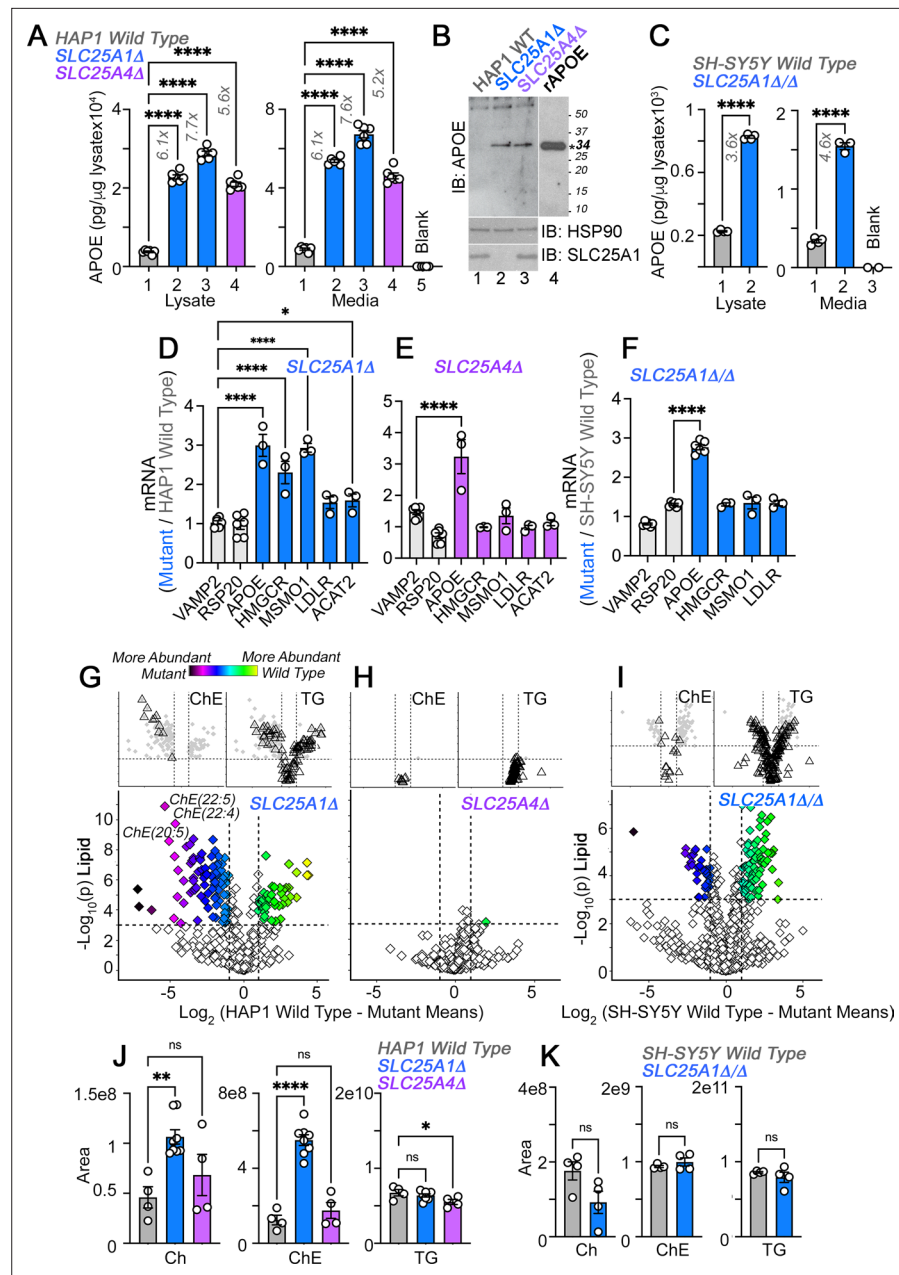 A
HAP1 Wild Type
SLC25A1Δ
SLC25A4Δ
APOE (pg/µg lysatex10⁴)
4
2
0
****
****
****
6.1x
7.7x
5.6x
1 2 3 4
Lysate
8
6
4
2
0
****
****
****
6.1x
7.6x
5.2x
Blank
1 2 3 4 5
Media
B
HAP1 WT
SLC25A1Δ
SLC25A4Δ
rAPOE
IB: APOE
50
37
*34
25
20
15
10
IB: HSP90
IB: SLC25A1
1 2 3 4
C
SH-SY5Y Wild Type
SLC25A1Δ/Δ
APOE (pg/µg lysatex10³)
1
0.8
0.6
0.2
****
3.6x
1 2
Lysate
2
1
0
****
4.6x
Blank
1 2 3
Media
D
SLC25A1Δ
mRNA
(Mutant / HAP1 Wild Type)
4
3
2
1
0
****
****
****
*
VAMP2
RSP20
APOE
HMGCR
MSMO1
LDLR
ACAT2
E
SLC25A4Δ
5
4
3
2
1
0
****
VAMP2
RSP20
APOE
HMGCR
MSMO1
LDLR
ACAT2
F
SLC25A1Δ/Δ
mRNA
(Mutant / SH-SY5Y Wild Type)
4
3
2
1
0
****
VAMP2
RSP20
APOE
HMGCR
MSMO1
LDLR
More Abundant
Mutant
More Abundant
Wild Type
G
ChE
TG
SLC25A1Δ
ChE(22:5)
ChE(22:4)
ChE(20:5)
-Log₁₀(p) Lipid
10
8
6
4
2
0
-5 0 5
H
ChE
TG
SLC25A4Δ
-5 0 5
Log₂ (HAP1 Wild Type - Mutant Means)
I
ChE
TG
SLC25A1Δ/Δ
-Log₁₀(p) Lipid
6
4
2
0
-5 0 5
Log₂ (SH-SY5Y Wild Type - Mutant Means)
J
HAP1 Wild Type
SLC25A1Δ
SLC25A4Δ
Area
1.5e8
1
0.5
0
ns
**
Ch
8e8
4
0
ns
****
ChE
2e10
1
0
*
ns
TG
K
SH-SY5Y Wild Type
SLC25A1Δ/Δ
Area
4e8
2
0
ns
Ch
2e9
1
0
ns
ChE
2e11
1
0
ns
TG